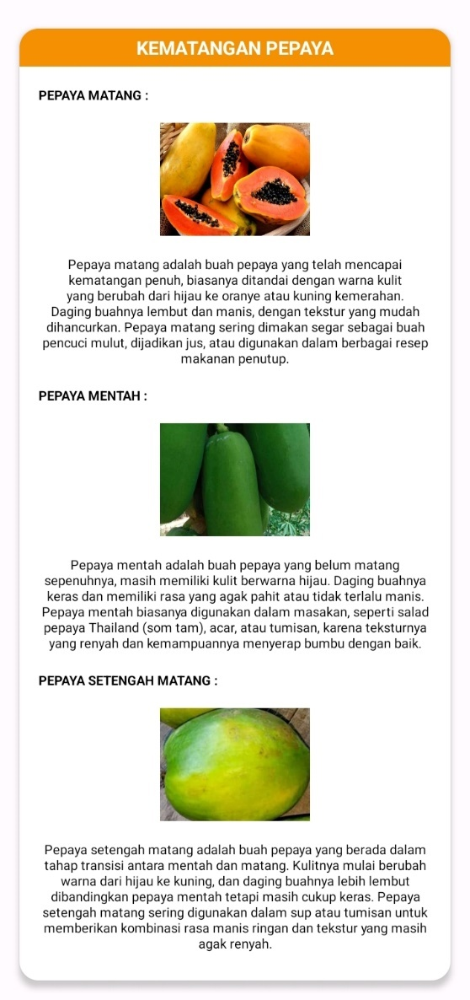 KEMATANGAN PEPAYA
PEPAYA MATANG :
Pepaya matang adalah buah pepaya yang telah mencapai
kematangan penuh, biasanya ditandai dengan warna kulit
yang berubah dari hijau ke oranye atau kuning kemerahan.
Daging buahnya lembut dan manis, dengan tekstur yang mudah
dihancurkan. Pepaya matang sering dimakan segar sebagai buah
pencuci mulut, dijadikan jus, atau digunakan dalam berbagai resep
makanan penutup.
PEPAYA MENTAH :
Pepaya mentah adalah buah pepaya yang belum matang
sepenuhnya, masih memiliki kulit berwarna hijau. Daging buahnya
keras dan memiliki rasa yang agak pahit atau tidak terlalu manis.
Pepaya mentah biasanya digunakan dalam masakan, seperti salad
pepaya Thailand (som tam), acar, atau tumisan, karena teksturnya
yang renyah dan kemampuannya menyerap bumbu dengan baik.
PEPAYA SETENGAH MATANG :
Pepaya setengah matang adalah buah pepaya yang berada dalam
tahap transisi antara mentah dan matang. Kulitnya mulai berubah
warna dari hijau ke kuning, dan daging buahnya lebih lembut
dibandingkan pepaya mentah tetapi masih cukup keras. Pepaya
setengah matang sering digunakan dalam sup atau tumisan untuk
memberikan kombinasi rasa manis ringan dan tekstur yang masih
agak renyah.